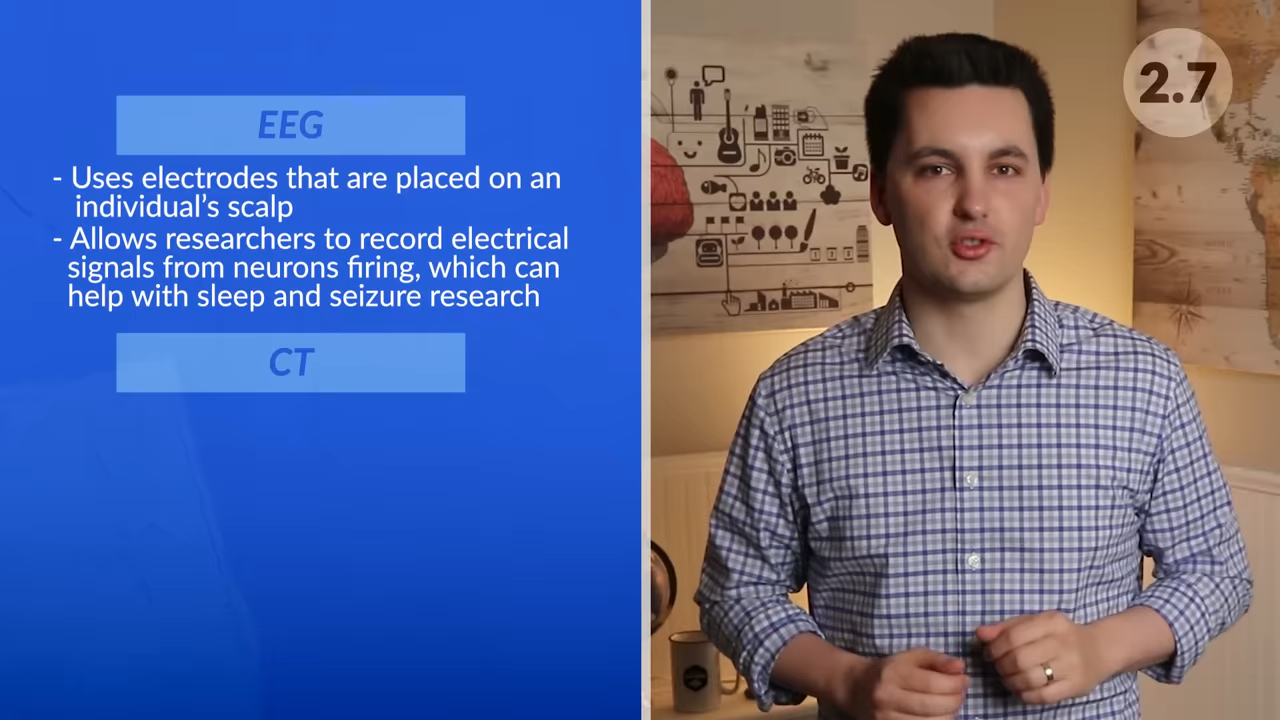 EEG
- Uses electrodes that are placed on an
individual’s scalp
- Allows researchers to record electrical
signals from neurons firing, which can
help with sleep and seizure research
CT
2.7